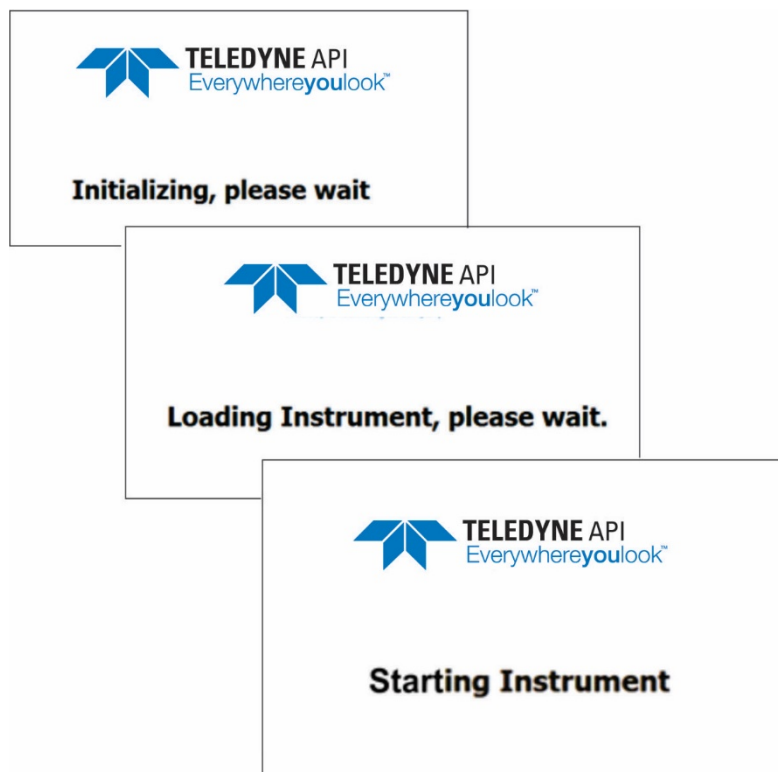 TELEDYNE API
Everywhereyoulook™
Initializing, please wait
TELEDYNE API
Everywhereyoulook™
Loading Instrument, please wait.
TELEDYNE API
Everywhereyoulook™
Starting Instrument